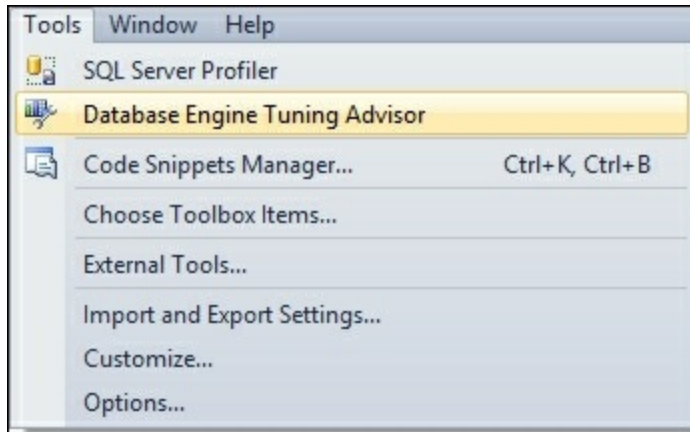 Tools Window Help
SQL Server Profiler
Database Engine Tuning Advisor
Code Snippets Manager... Ctrl+K, Ctrl+B
Choose Toolbox Items...
External Tools...
Import and Export Settings...
Customize...
Options...